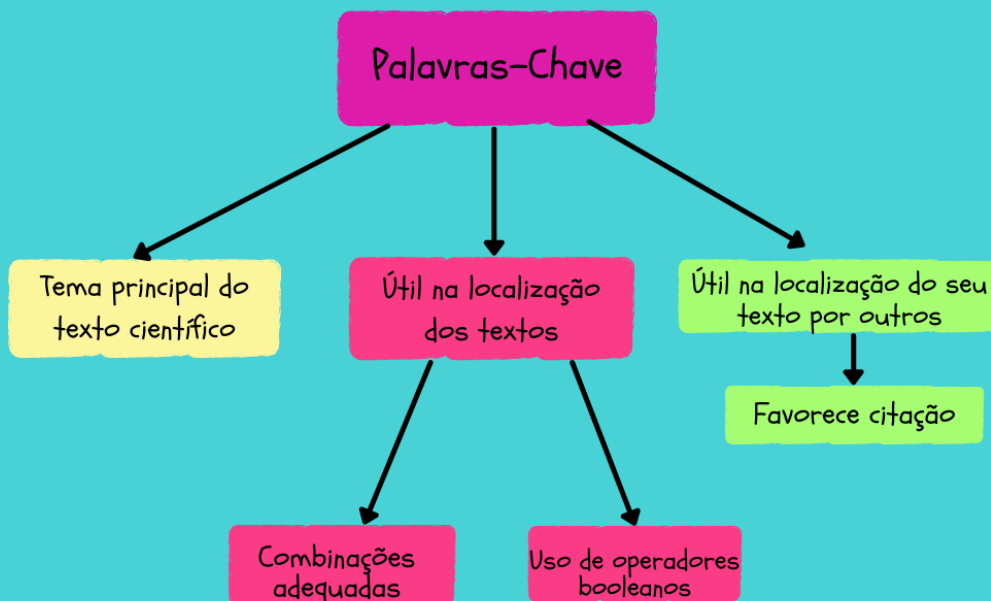 Palavras-Chave
Tema principal do
texto científico
Útil na localização
dos textos
Útil na localização do seu
texto por outros
Favorece citação
Combinações
adequadas
Uso de operadores
booleanos